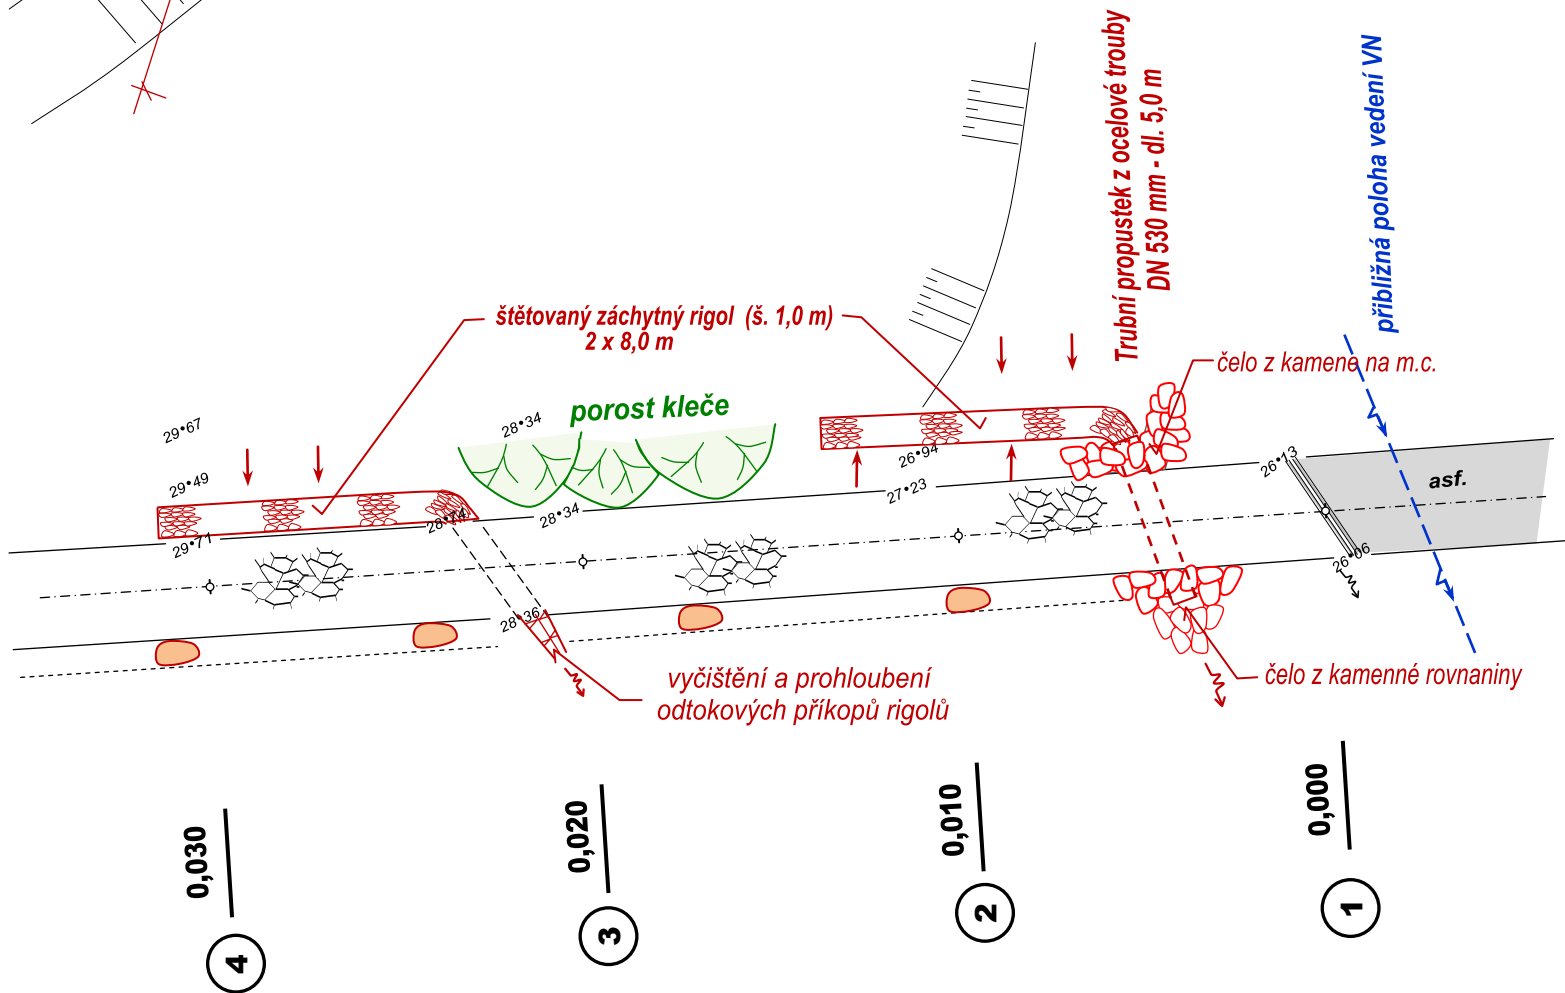 Trubní propustek z ocelové trouby
DN 530 mm - dl. 5,0 m
přibližná poloha vedení VN
štětovaný záchytný rigol (š. 1,0 m)
2 x 8,0 m
čelo z kamene na m.c.
porost kleče
29•67
28•34
29•49
26•94
26•13
asf.
27•23
28•74
28•34
29•71
26•06
28•36
vyčištění a prohloubení
odtokových příkopů rigolů
čelo z kamenné rovnaniny
0,030
0,020
0,010
0,000
4
3
2
1